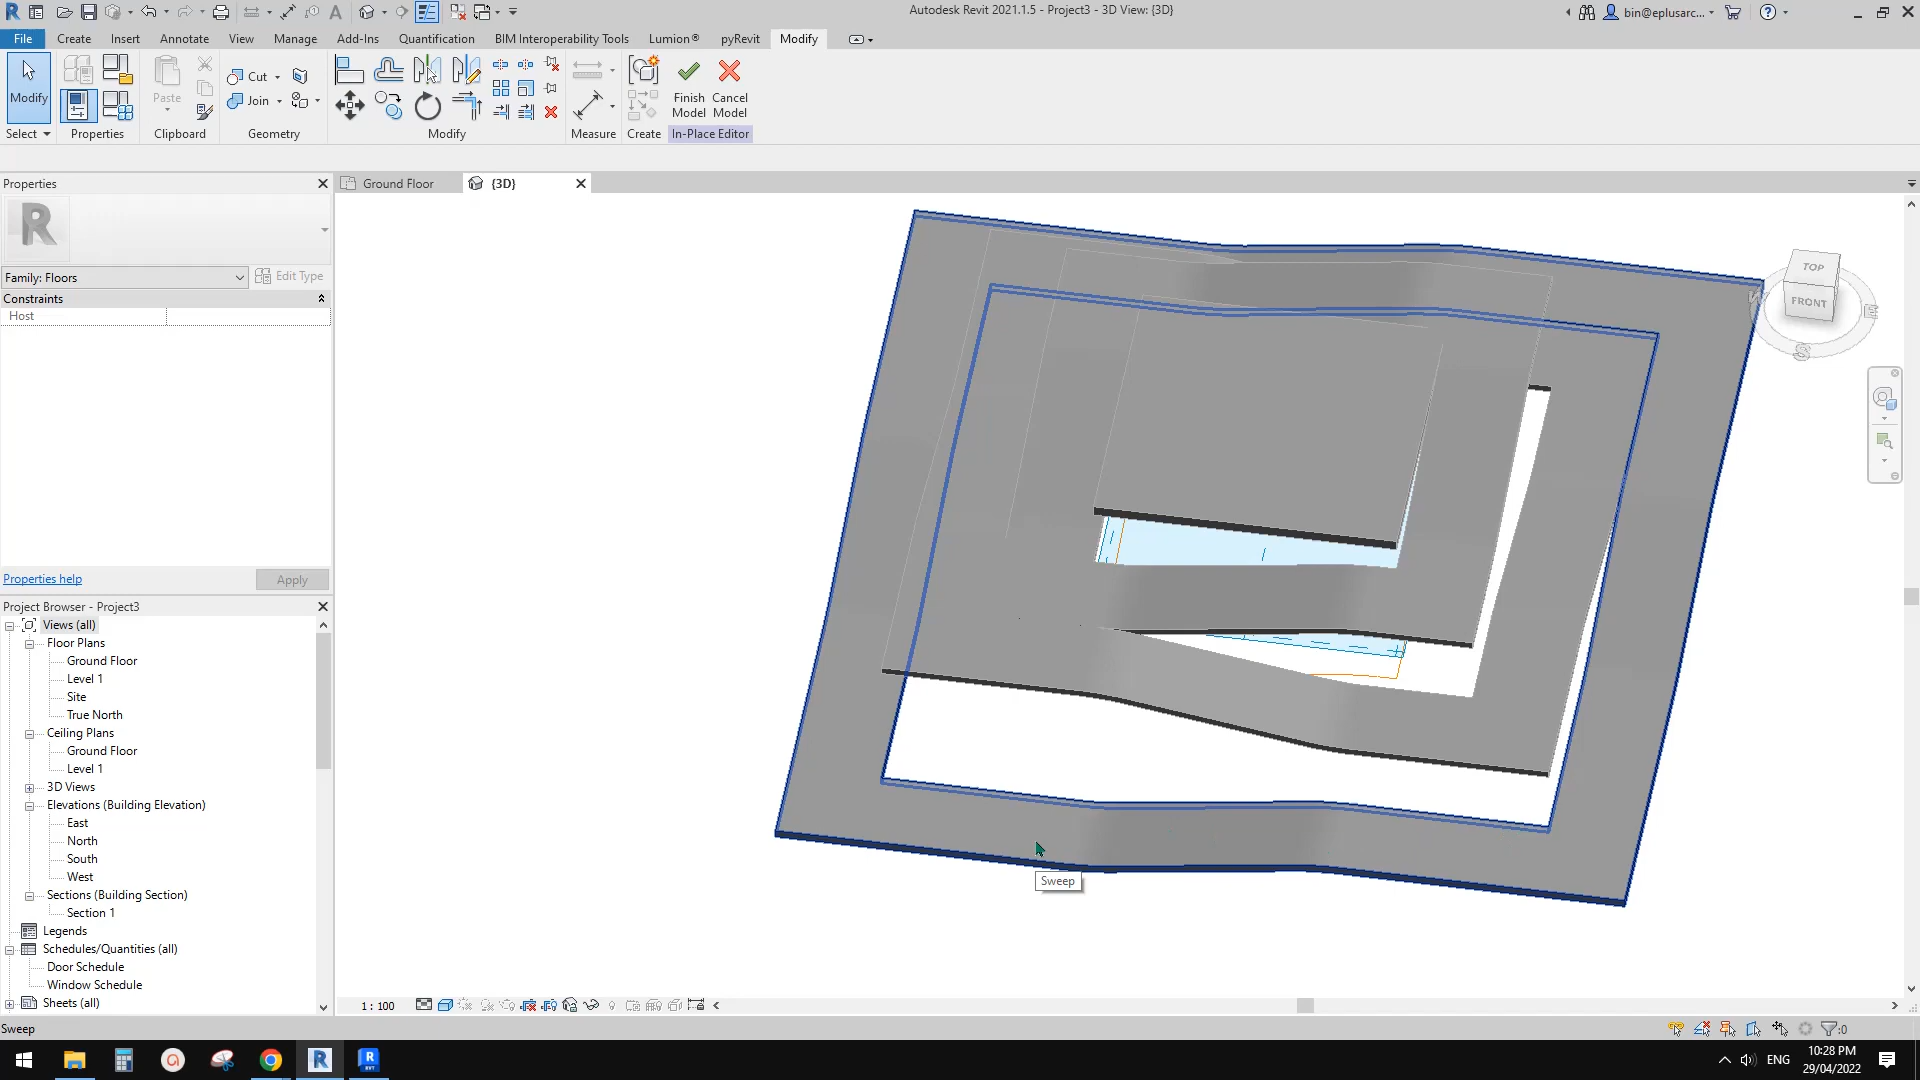 Autodesk Revit 2021.1.5 - Project3 - 3D View: {3D}
bin@eplusarc...
File
Create
Insert
Annotate
View
Manage
Add-Ins
Quantification
BIM Interoperability Tools
Lumion®
pyRevit
Modify
Modify
Paste
Cut
Join
Finish
Model
Cancel
Model
Select
Properties
Clipboard
Geometry
Modify
Measure
Create
In-Place Editor
Properties
Ground Floor
{3D}
Family: Floors
Edit Type
Constraints
Host
Properties help
Apply
TOP
FRONT
W
E
S
Project Browser - Project3
Views (all)
Floor Plans
Ground Floor
Level 1
Site
True North
Ceiling Plans
Ground Floor
Level 1
3D Views
Elevations (Building Elevation)
East
North
South
West
Sections (Building Section)
Section 1
Legends
Schedules/Quantities (all)
Door Schedule
Window Schedule
Sheets (all)
Sweep
1 : 100
Sweep
:0
ENG
10:28 PM
29/04/2022